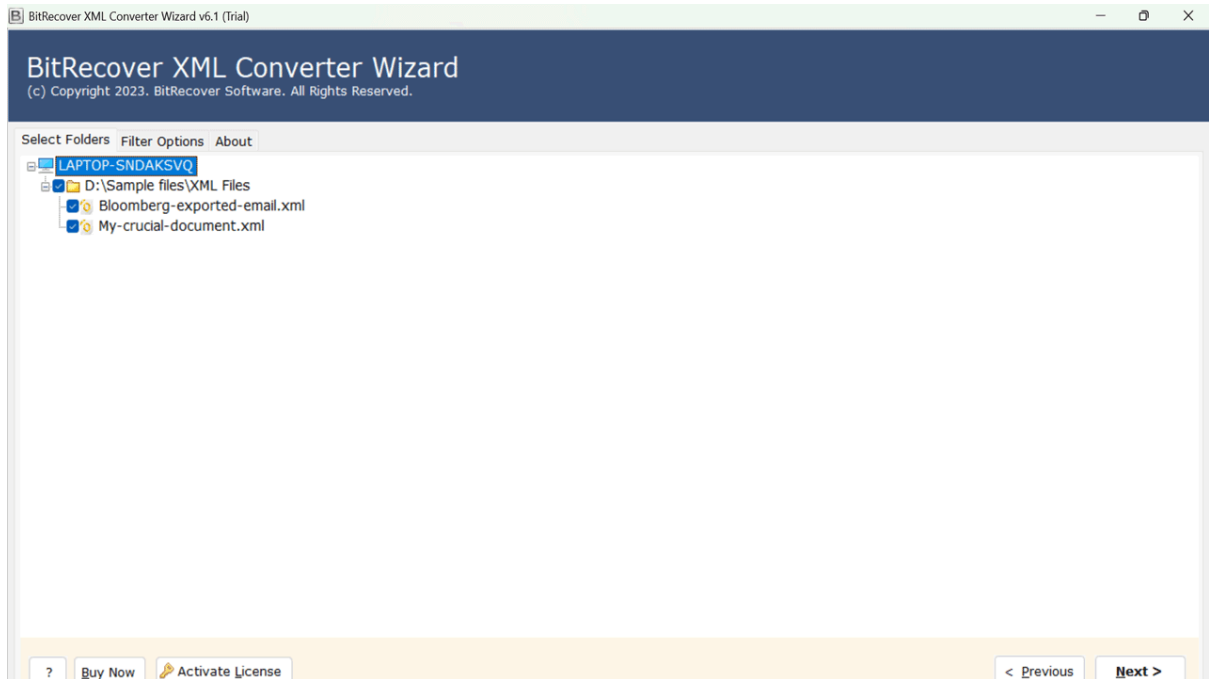 BitRecover XML Converter Wizard v6.1 (Trial)
BitRecover XML Converter Wizard
(c) Copyright 2023. BitRecover Software. All Rights Reserved.
Select Folders Filter Options About
LAPTOP-SNDAKSVQ
D:\Sample files\XML Files
Bloomberg-exported-email.xml
My-crucial-document.xml
? Buy Now Activate License < Previous Next >